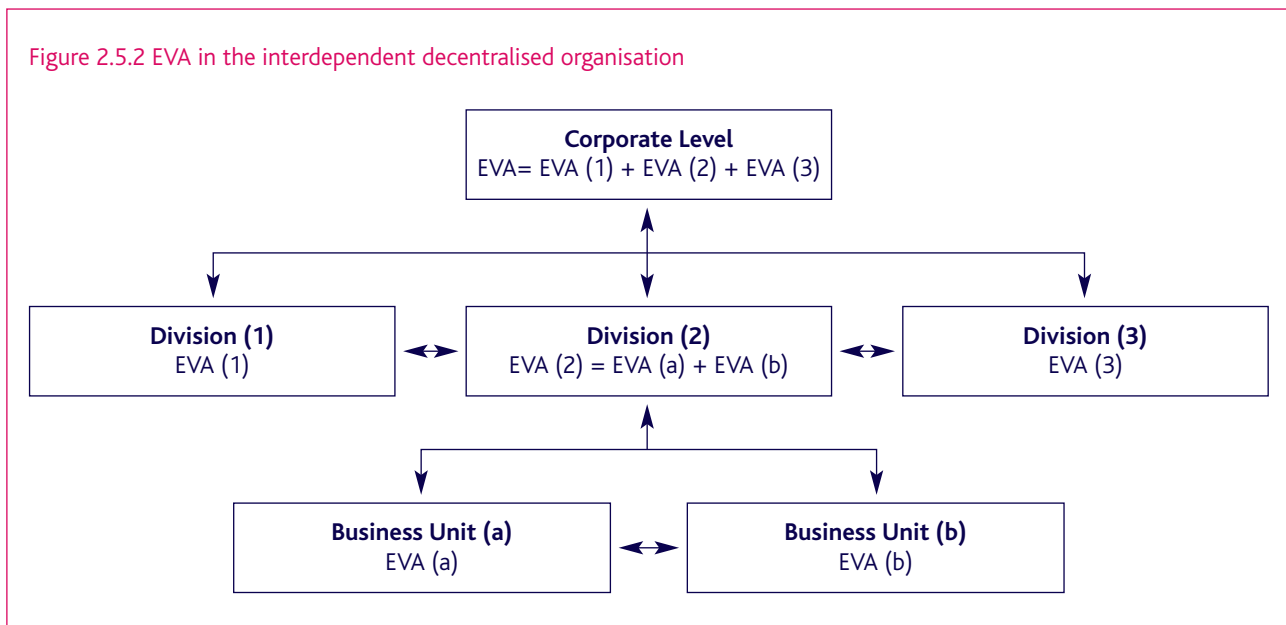 Figure 2.5.2 EVA in the interdependent decentralised organisation
Corporate Level
EVA= EVA (1) + EVA (2) + EVA (3)
Division (1)
EVA (1)
Division (2)
EVA (2) = EVA (a) + EVA (b)
Division (3)
EVA (3)
Business Unit (a)
EVA (a)
Business Unit (b)
EVA (b)